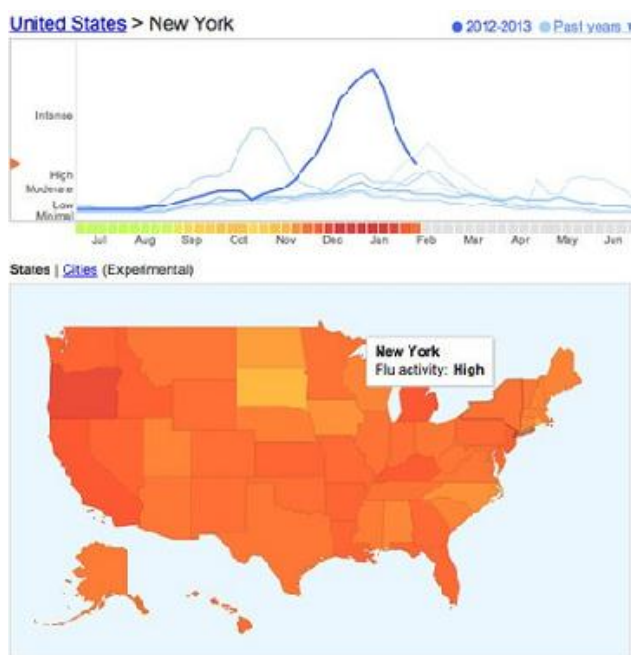 United States > New York
2012-2013 Past years
Intense
High
Moderate
Low
Minimal
Jul Aug Sep Oct Nov Dec Jan Feb Mar Apr May Jun
States | Cities (Experimental)
New York
Flu activity: High